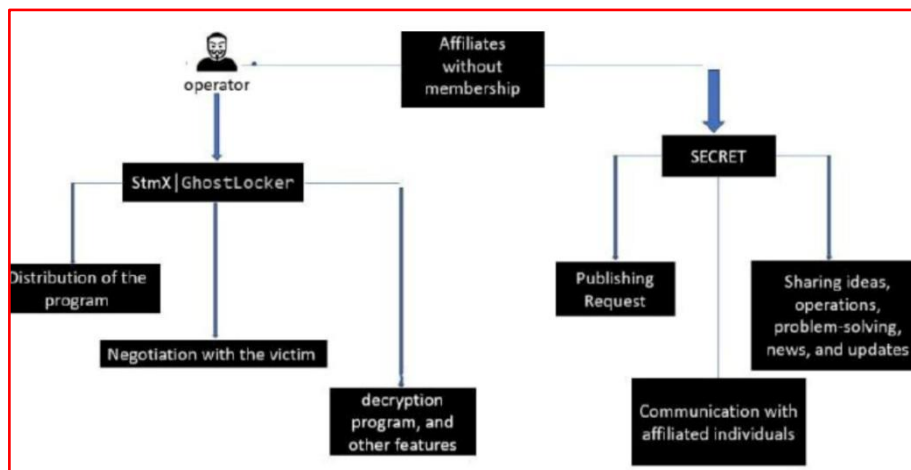 operator
Affiliates
without
membership
StmX|GhostLocker
SECRET
Distribution of the
program
Negotiation with the victim
decryption
program, and
other features
Publishing
Request
Communication with
affiliated individuals
Sharing ideas,
operations,
problem-solving,
news, and updates